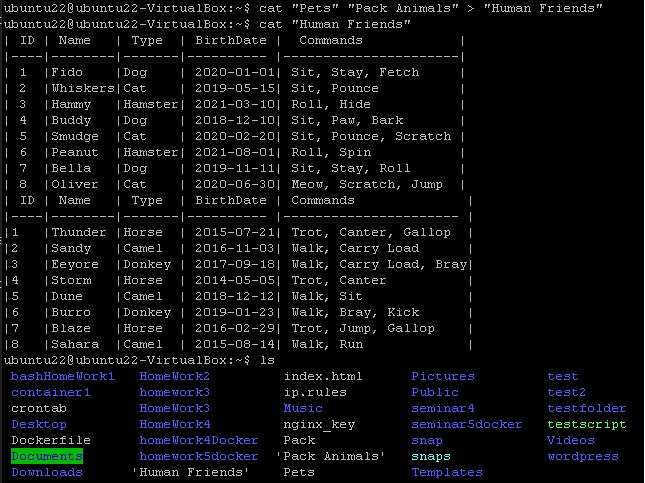 ubuntu22@ubuntu22-VirtualBox:~$ cat "Pets" "Pack Animals" > "Human Friends"
ubuntu22@ubuntu22-VirtualBox:~$ cat "Human Friends"
| ID | Name   | Type  | BirthDate |  Commands             |
|----|--------|-------| ----------|-----------------------|
| 1  |Fido    |Dog    | 2020-01-01| Sit, Stay, Fetch      |
| 2  |Whiskers|Cat    | 2019-05-15| Sit, Pounce           |
| 3  |Hammy   |Hamster| 2021-03-10| Roll, Hide            |
| 4  |Buddy   |Dog    | 2018-12-10| Sit, Paw, Bark        |
| 5  |Smudge  |Cat    | 2020-02-20| Sit, Pounce, Scratch  |
| 6  |Peanut  |Hamster| 2021-08-01| Roll, Spin            |
| 7  |Bella   |Dog    | 2019-11-11| Sit, Stay, Roll       |
| 8  |Oliver  |Cat    | 2020-06-30| Meow, Scratch, Jump   |
| ID | Name   | Type  | BirthDate | Commands               |
|----|--------|-------| ----------|----------------------- |
|1   |Thunder |Horse  | 2015-07-21| Trot, Canter, Gallop   |
|2   |Sandy   |Camel  | 2016-11-03| Walk, Carry Load       |
|3   |Eeyore  |Donkey | 2017-09-18| Walk, Carry Load, Bray|
|4   |Storm   |Horse  | 2014-05-05| Trot, Canter           |
|5   |Dune    |Camel  | 2018-12-12| Walk, Sit              |
|6   |Burro   |Donkey | 2019-01-23| Walk, Bray, Kick       |
|7   |Blaze   |Horse  | 2016-02-29| Trot, Jump, Gallop     |
|8   |Sahara  |Camel  | 2015-08-14| Walk, Run              |
ubuntu22@ubuntu22-VirtualBox:~$ ls
bashHomeWork1 HomeWork2 index.html Pictures test
container1 homework3 ip.rules Public test2
crontab HomeWork3 Music seminar4 testfolder
Desktop HomeWork4 nginx_key seminar5docker testscript
Dockerfile homework4Docker Pack snap Videos
Documents homework5docker 'Pack Animals' snaps wordpress
Downloads 'Human Friends' Pets Templates